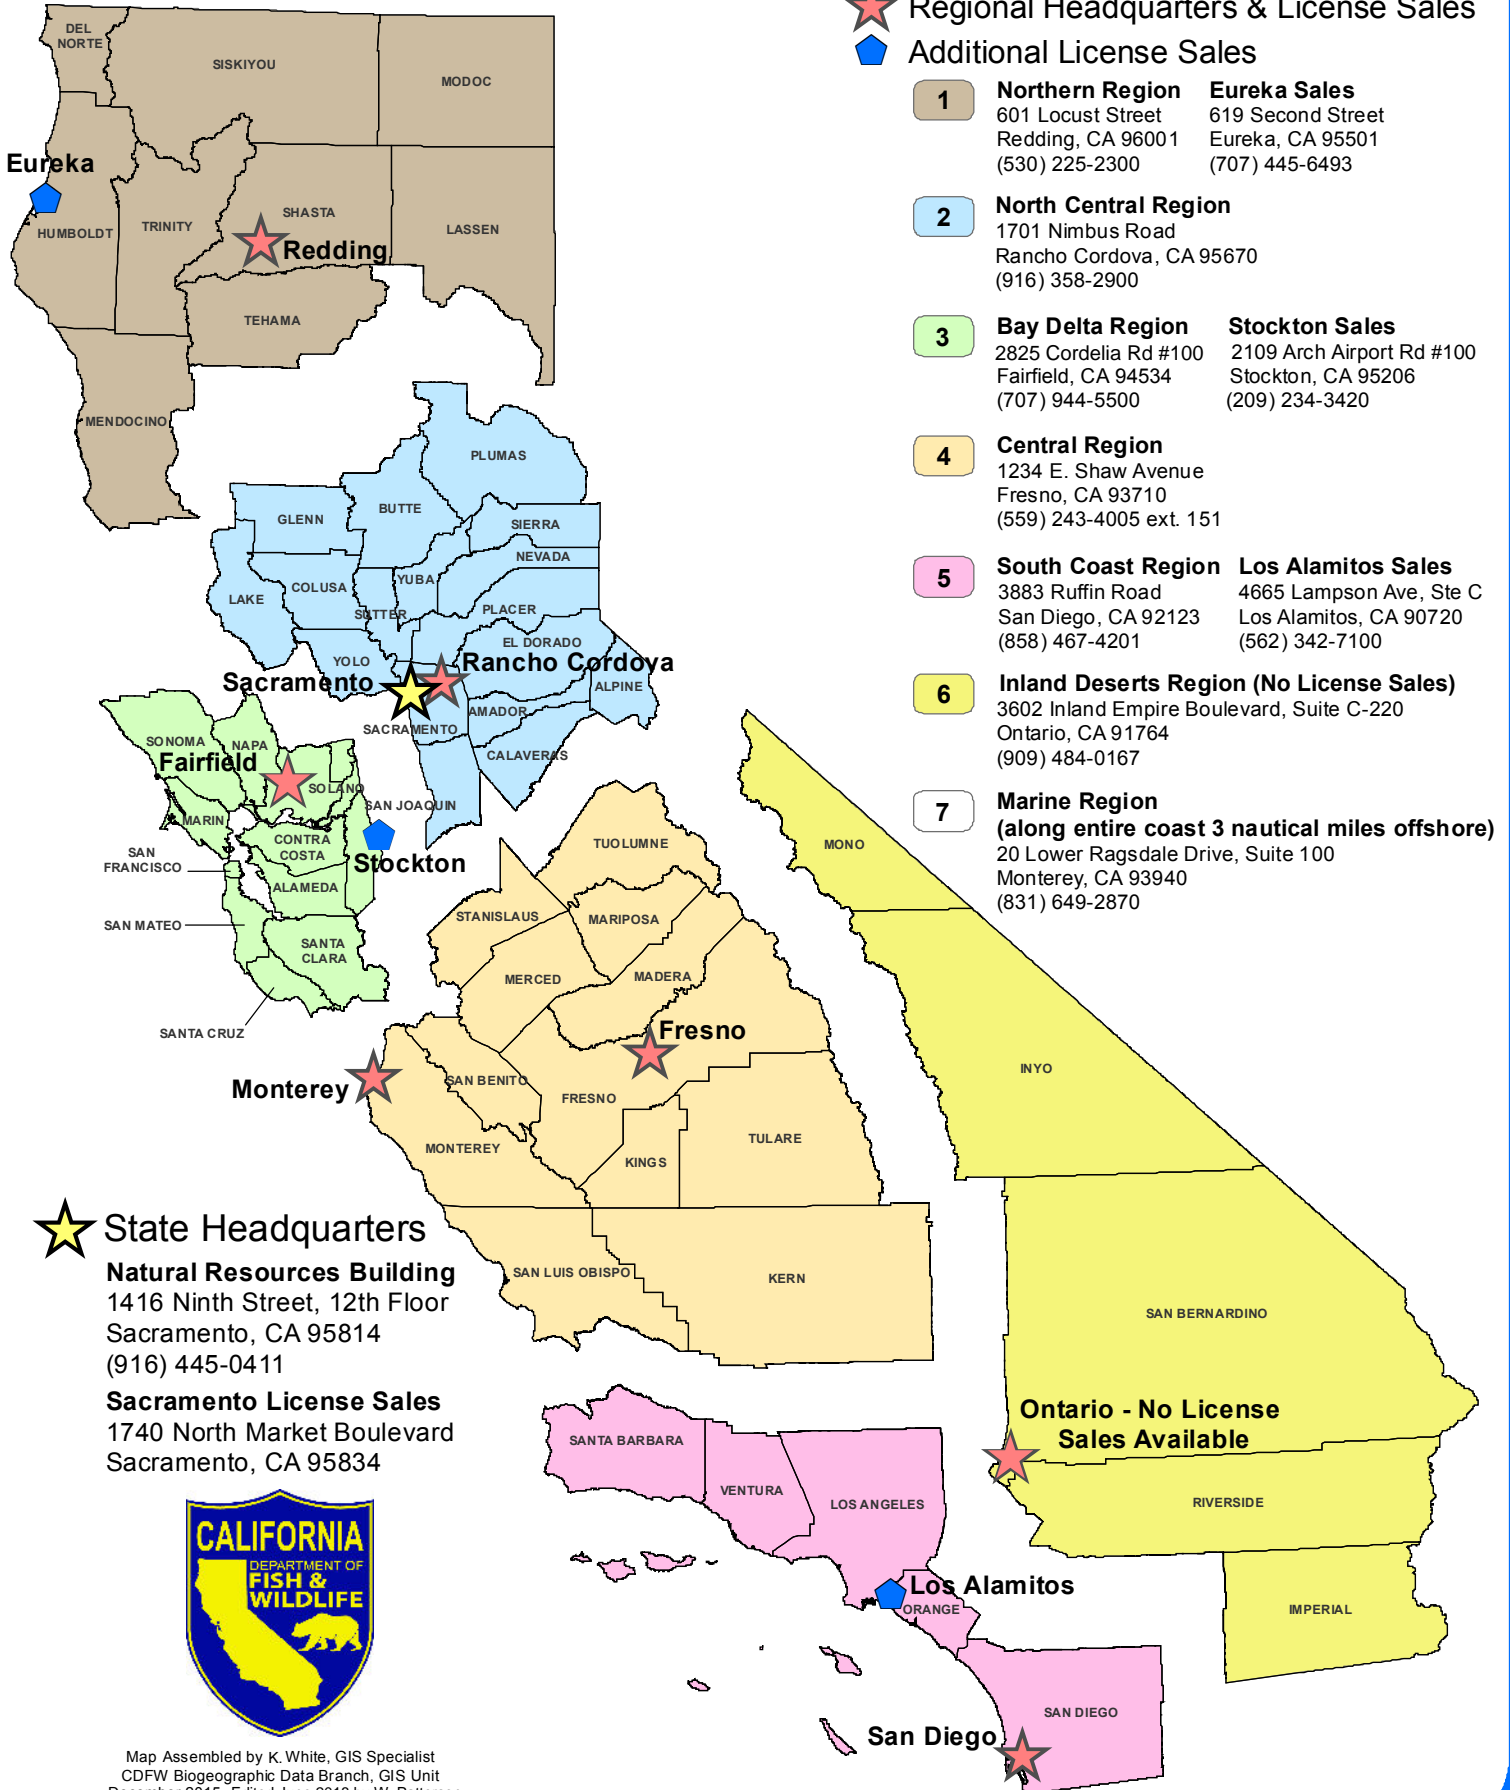 Regional Headquarters & License Sales
Additional License Sales
1
Northern Region
601 Locust Street
Redding, CA 96001
(530) 225-2300
Eureka Sales
619 Second Street
Eureka, CA 95501
(707) 445-6493
2
North Central Region
1701 Nimbus Road
Rancho Cordova, CA 95670
(916) 358-2900
3
Bay Delta Region
2825 Cordelia Rd #100
Fairfield, CA 94534
(707) 944-5500
Stockton Sales
2109 Arch Airport Rd #100
Stockton, CA 95206
(209) 234-3420
4
Central Region
1234 E. Shaw Avenue
Fresno, CA 93710
(559) 243-4005 ext. 151
5
South Coast Region
3883 Ruffin Road
San Diego, CA 92123
(858) 467-4201
Los Alamitos Sales
4665 Lampson Ave, Ste C
Los Alamitos, CA 90720
(562) 342-7100
6
Inland Deserts Region (No License Sales)
3602 Inland Empire Boulevard, Suite C-220
Ontario, CA 91764
(909) 484-0167
7
Marine Region
(along entire coast 3 nautical miles offshore)
20 Lower Ragsdale Drive, Suite 100
Monterey, CA 93940
(831) 649-2870
DEL
NORTE
SISKIYOU
MODOC
Eureka
HUMBOLDT
TRINITY
SHASTA
Redding
LASSEN
TEHAMA
MENDOCINO
PLUMAS
BUTTE
GLENN
SIERRA
NEVADA
COLUSA
YUBA
LAKE
SUTTER
PLACER
EL DORADO
YOLO
Rancho Cordova
Sacramento
ALPINE
AMADOR
SACRAMENTO
CALAVERAS
SONOMA
NAPA
Fairfield
SOLANO
SAN JOAQUIN
MARIN
CONTRA
COSTA
Stockton
SAN
FRANCISCO
ALAMEDA
SAN MATEO
SANTA
CLARA
SANTA CRUZ
TUOLUMNE
STANISLAUS
MARIPOSA
MERCED
MADERA
Fresno
Monterey
SAN BENITO
FRESNO
TULARE
MONTEREY
KINGS
SAN LUIS OBISPO
KERN
MONO
INYO
SAN BERNARDINO
Ontario - No License
Sales Available
RIVERSIDE
IMPERIAL
SANTA BARBARA
VENTURA
LOS ANGELES
Los Alamitos
ORANGE
SAN DIEGO
San Diego
State Headquarters
Natural Resources Building
1416 Ninth Street, 12th Floor
Sacramento, CA 95814
(916) 445-0411
Sacramento License Sales
1740 North Market Boulevard
Sacramento, CA 95834
CALIFORNIA
DEPARTMENT OF
FISH &
WILDLIFE
Map Assembled by K. White, GIS Specialist
CDFW Biogeographic Data Branch, GIS Unit